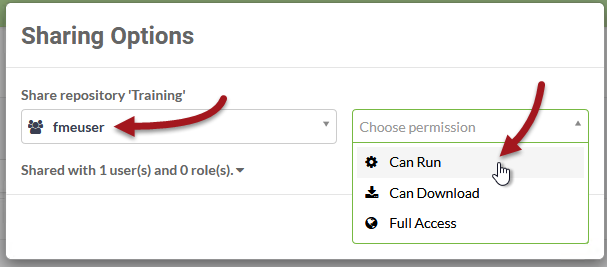 Sharing Options
Share repository 'Training'
fmeuser
Choose permission
Can Run
Can Download
Full Access
Shared with 1 user(s) and 0 role(s).